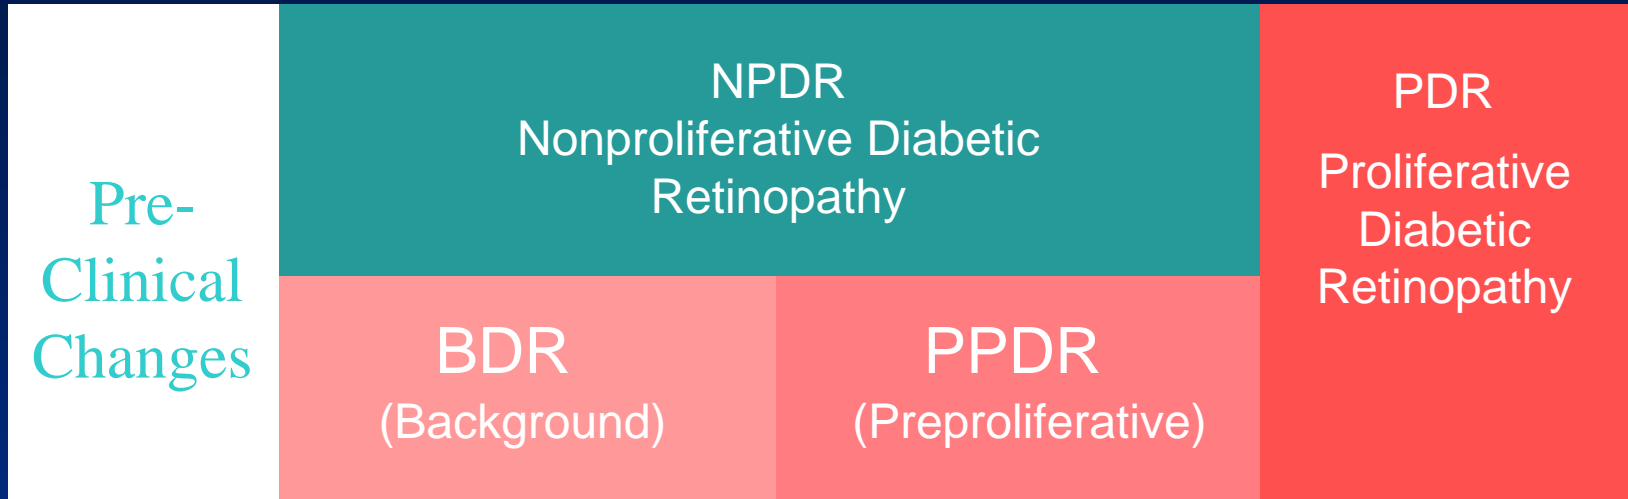 Pre-
Clinical
Changes
NPDR
Nonproliferative Diabetic
Retinopathy
BDR
(Background)
PPDR
(Preproliferative)
PDR
Proliferative
Diabetic
Retinopathy